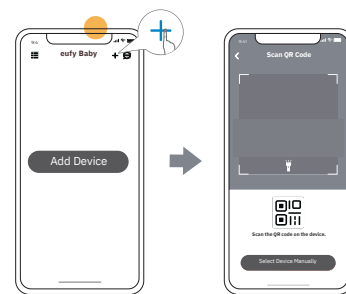 eufy Baby
Add Device
Scan QR Code
Scan the QR code on the device.
Select Device Manually